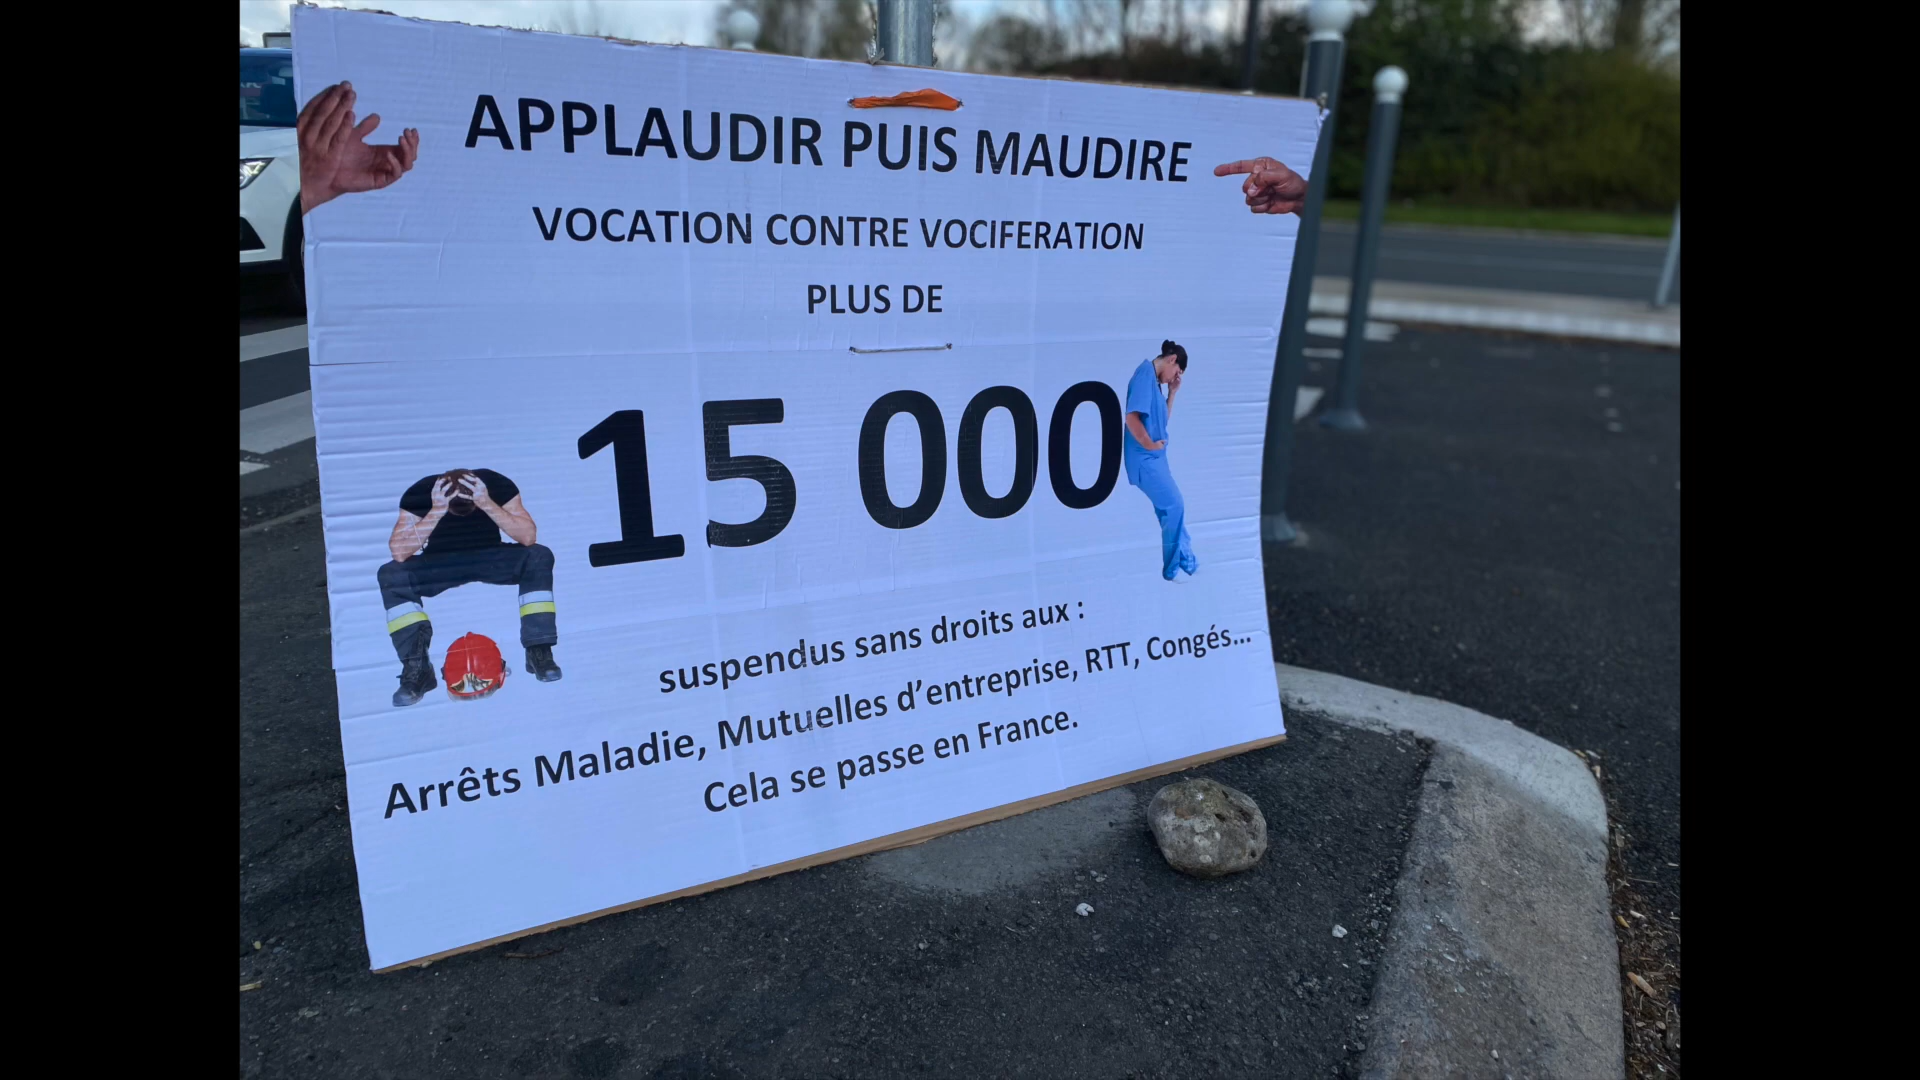 APPLAUDIR PUIS MAUDIRE
VOCATION CONTRE VOCIFERATION
PLUS DE
15 000
suspendus sans droits aux :
Arrêts Maladie, Mutuelles d’entreprise, RTT, Congés...
Cela se passe en France.